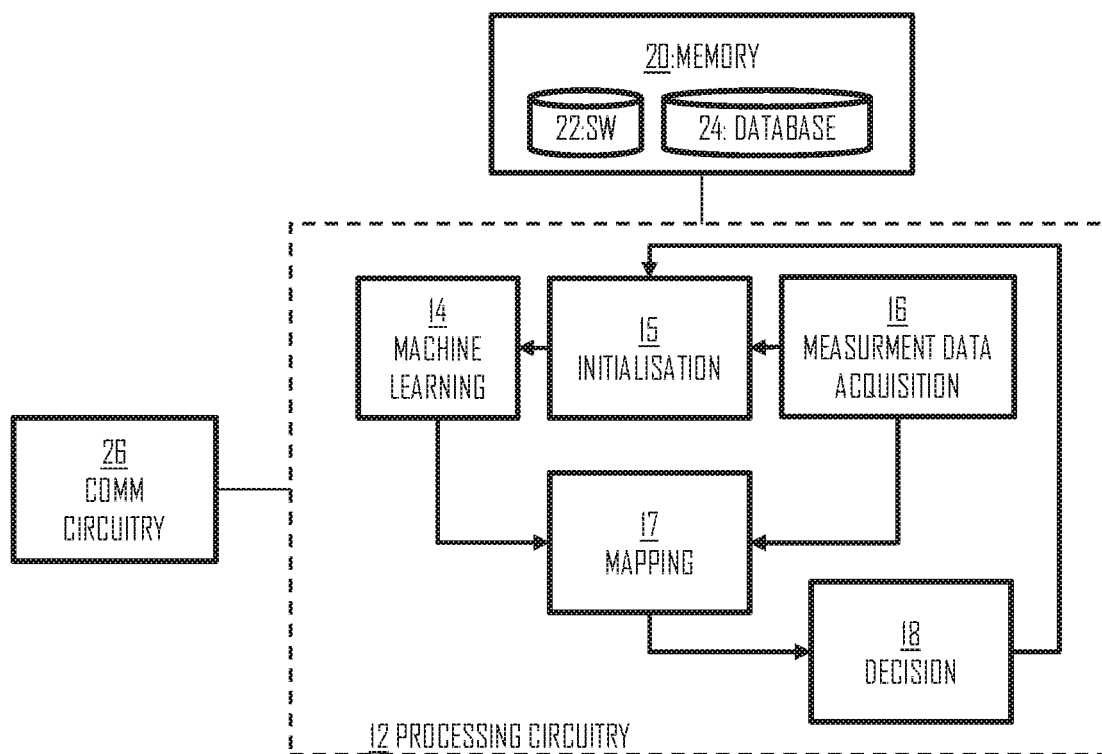 20:MEMORY
22:SW
24: DATABASE
14
MACHINE
LEARNING
15
INITIALISATION
16
MEASURMENT DATA
ACQUISITION
26
COMM
CIRCUITRY
17
MAPPING
18
DECISION
12 PROCESSING CIRCUITRY